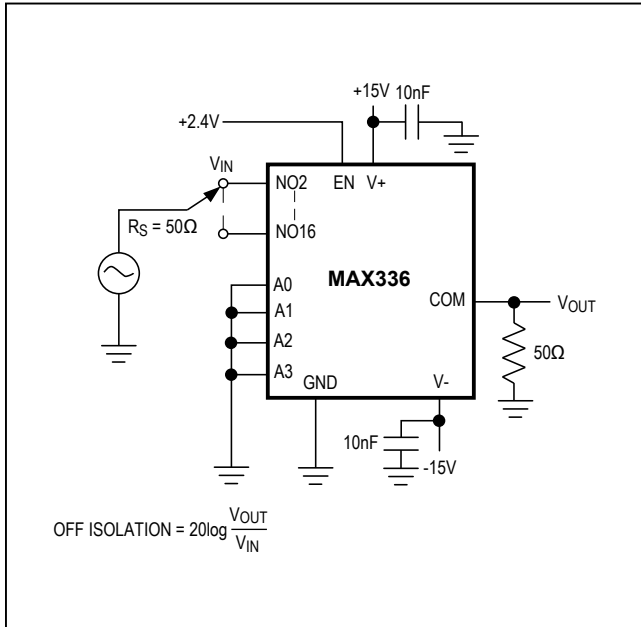 +15V 10nF
+2.4V
VIN
NO2 EN V+
RS = 50Ω
NO16
MAX336
A0
COM VOUT
A1
A2
50Ω
A3
GND V-
10nF
-15V
OFF ISOLATION = 20log VOUT
VIN